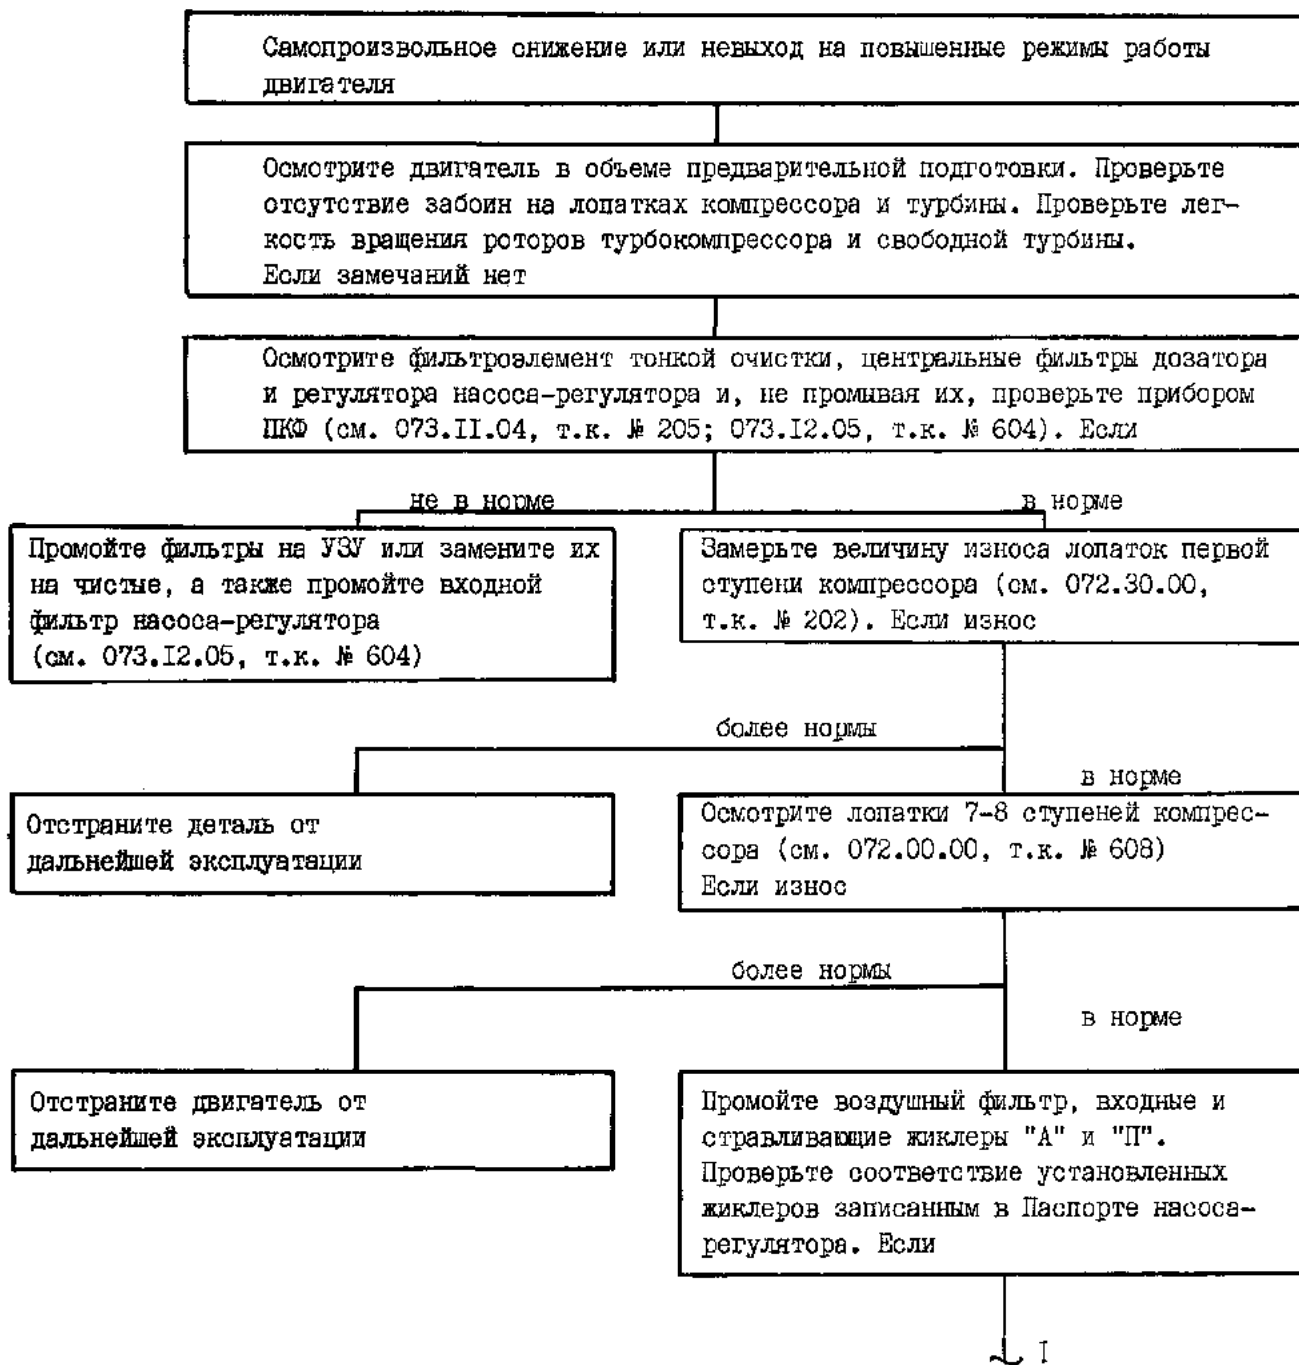 Самопроизвольное снижение или невыход на повышенные режимы работы
двигателя
Осмотрите двигатель в объеме предварительной подготовки. Проверьте
отсутствие забоин на лопатках компрессора и турбины. Проверьте лег-
кость вращения роторов турбокомпрессора и свободной турбины.
Если замечаний нет
Осмотрите фильтроэлемент тонкой очистки, центральные фильтры дозатора
и регулятора насоса-регулятора и, не промывая их, проверьте прибором
ПКФ (см. 073.II.04, т.к. № 205; 073.I2.05, т.к. № 604). Если
не в норме
в норме
Промойте фильтры на УЗУ или замените их
на чистые, а также промойте входной
фильтр насоса-регулятора
(см. 073.I2.05, т.к. № 604)
Замерьте величину износа лопаток первой
ступени компрессора (см. 072.30.00,
т.к. № 202). Если износ
более нормы
в норме
Отстраните деталь от
дальнейшей эксплуатации
Осмотрите лопатки 7-8 ступеней компрес-
сора (см. 072.00.00, т.к. № 608)
Если износ
более нормы
в норме
Отстраните двигатель от
дальнейшей эксплуатации
Промойте воздушный фильтр, входные и
стравливающие жиклеры "А" и "П".
Проверьте соответствие установленных
жиклеров записанным в Паспорте насоса-
регулятора. Если
I